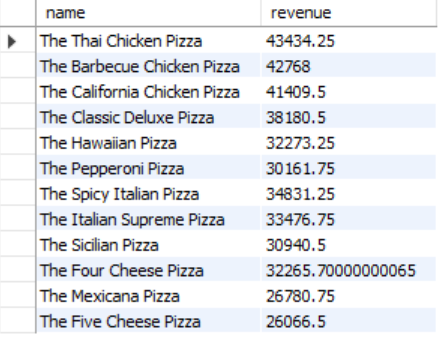 name revenue
The Thai Chicken Pizza 43434.25
The Barbecue Chicken Pizza 42768
The California Chicken Pizza 41409.5
The Classic Deluxe Pizza 38180.5
The Hawaiian Pizza 32273.25
The Pepperoni Pizza 30161.75
The Spicy Italian Pizza 34831.25
The Italian Supreme Pizza 33476.75
The Sicilian Pizza 30940.5
The Four Cheese Pizza 32265.70000000065
The Mexicana Pizza 26780.75
The Five Cheese Pizza 26066.5